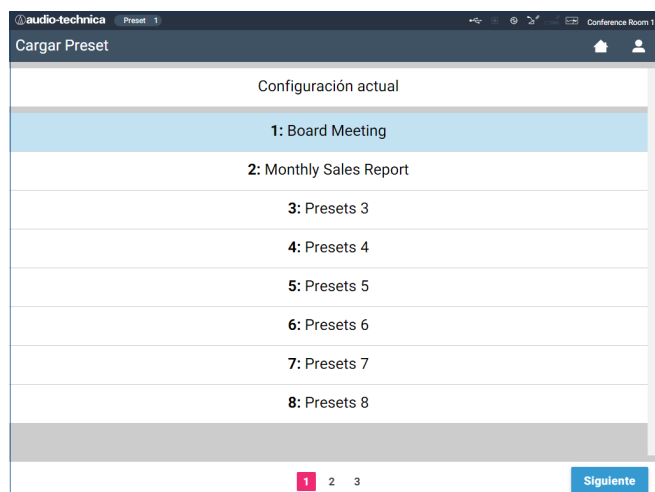 audio-technica Preset 1 Conference Room 1
Cargar Preset
Configuración actual
1: Board Meeting
2: Monthly Sales Report
3: Presets 3
4: Presets 4
5: Presets 5
6: Presets 6
7: Presets 7
8: Presets 8
1 2 3 Siguiente